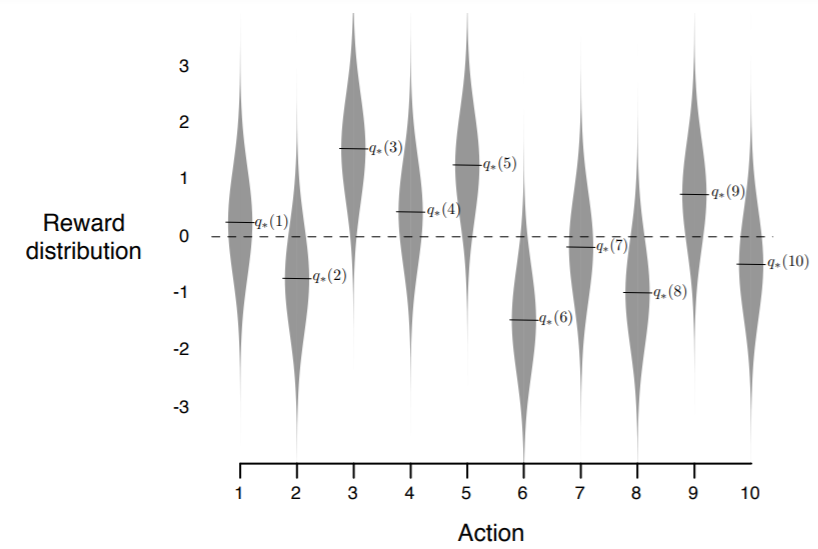 3
2
1
0
-1
-2
-3
Reward
distribution
q*(1)
q*(2)
q*(3)
q*(4)
q*(5)
q*(6)
q*(7)
q*(8)
q*(9)
q*(10)
1 2 3 4 5 6 7 8 9 10
Action